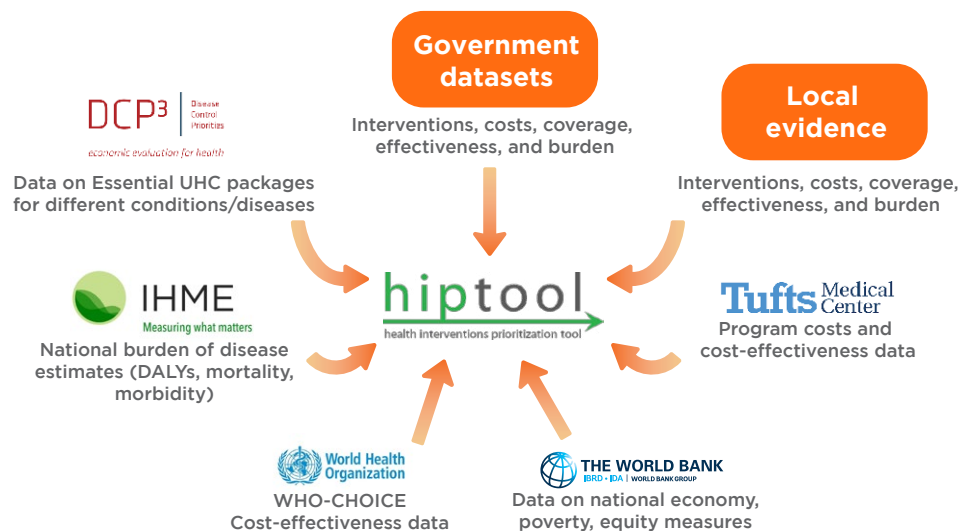 Government
datasets
Interventions, costs, coverage,
effectiveness, and burden
Local
evidence
Interventions, costs, coverage,
effectiveness, and burden
DCP3
Disease
Control
Priorities
economic evaluation for health
Data on Essential UHC packages
for different conditions/diseases
hiptool
health interventions prioritization tool
IHME
Measuring what matters
National burden of disease
estimates (DALYs, mortality,
morbidity)
Tufts Medical
Center
Program costs and
cost-effectiveness data
World Health
Organization
WHO-CHOICE
Cost-effectiveness data
THE WORLD BANK
IBRD • IDA | WORLD BANK GROUP
Data on national economy,
poverty, equity measures